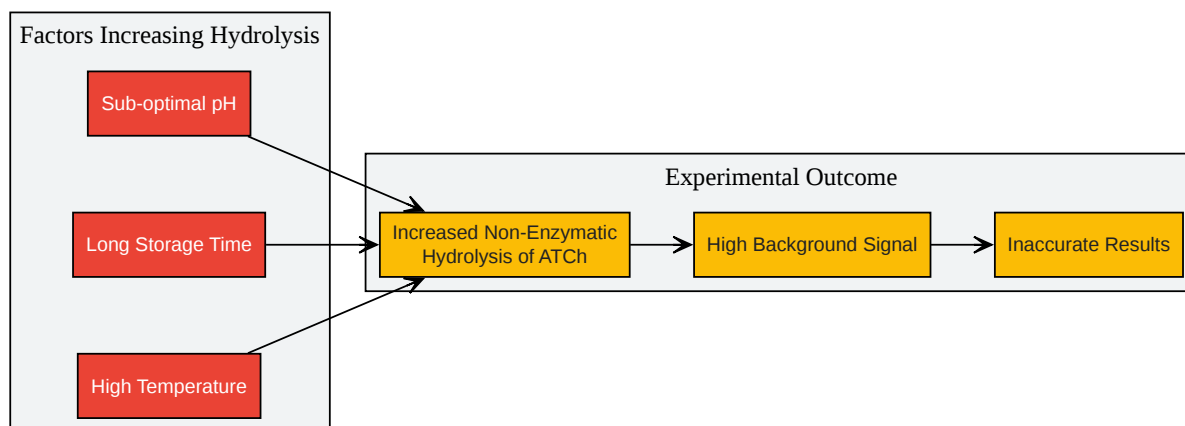 Factors Increasing Hydrolysis
Sub-optimal pH
Long Storage Time
High Temperature
Experimental Outcome
Increased Non-Enzymatic
Hydrolysis of ATCh
High Background Signal
Inaccurate Results